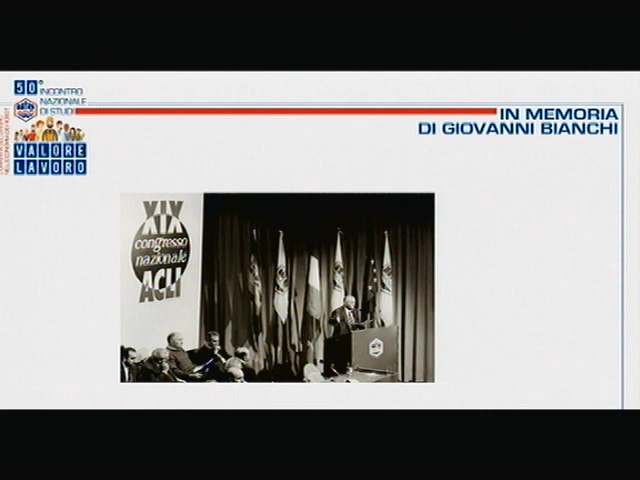 50°
INCONTRO
NAZIONALE
DI STUDI
VALORE
LAVORO
IN MEMORIA
DI GIOVANNI BIANCHI
XIX
congresso
nazionale
ACLI